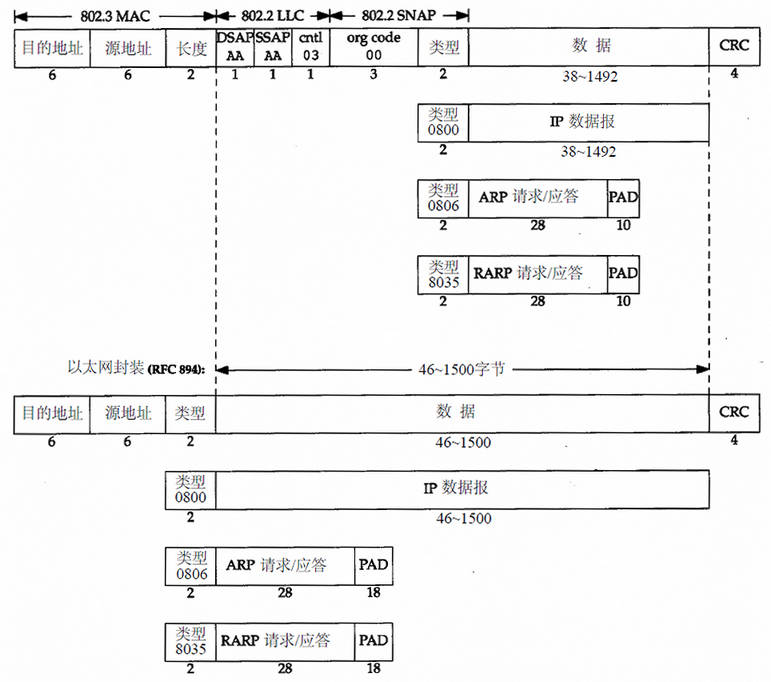 802.3 MAC 802.2 LLC 802.2 SNAP
目的地址 源地址 长度 DSAP AA SSAP AA cntl 03 org code 00 类型 数 据 CRC
6 6 2 1 1 1 3 2 38~1492 4
类型 0800 IP 数据报
2 38~1492
类型 0806 ARP 请求/应答 PAD
2 28 10
类型 8035 RARP 请求/应答 PAD
2 28 10
以太网封装 (RFC 894): 46~1500字节
目的地址 源地址 类型 数 据 CRC
6 6 2 46~1500 4
类型 0800 IP 数据报
2 46~1500
类型 0806 ARP 请求/应答 PAD
2 28 18
类型 8035 RARP 请求/应答 PAD
2 28 18